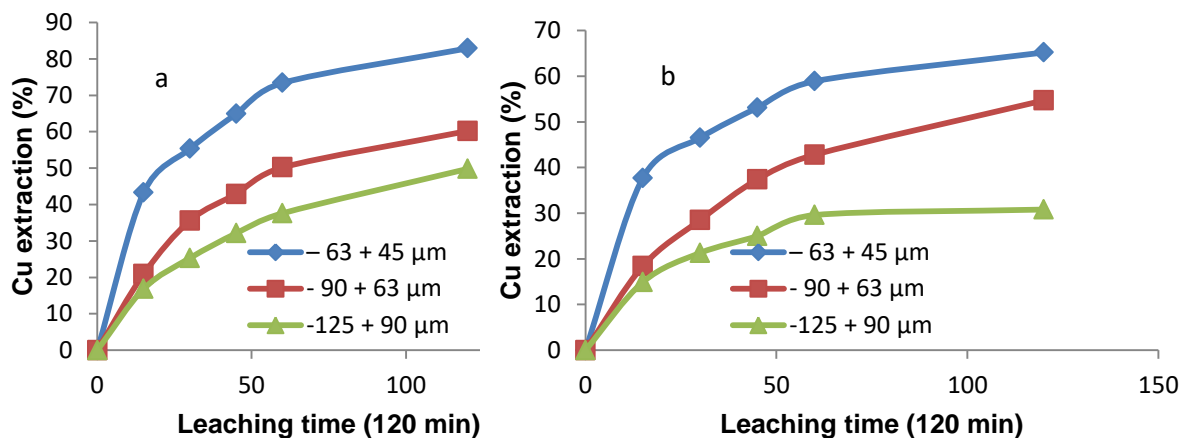 Cu extraction (%)
90
80
70
60
50
40
30
20
10
0
a
– 63 + 45 µm
- 90 + 63 µm
-125 + 90 µm
0 50 100
Leaching time (120 min)
Cu extraction (%)
70
60
50
40
30
20
10
0
b
– 63 + 45 µm
- 90 + 63 µm
-125 + 90 µm
0 50 100 150
Leaching time (120 min)